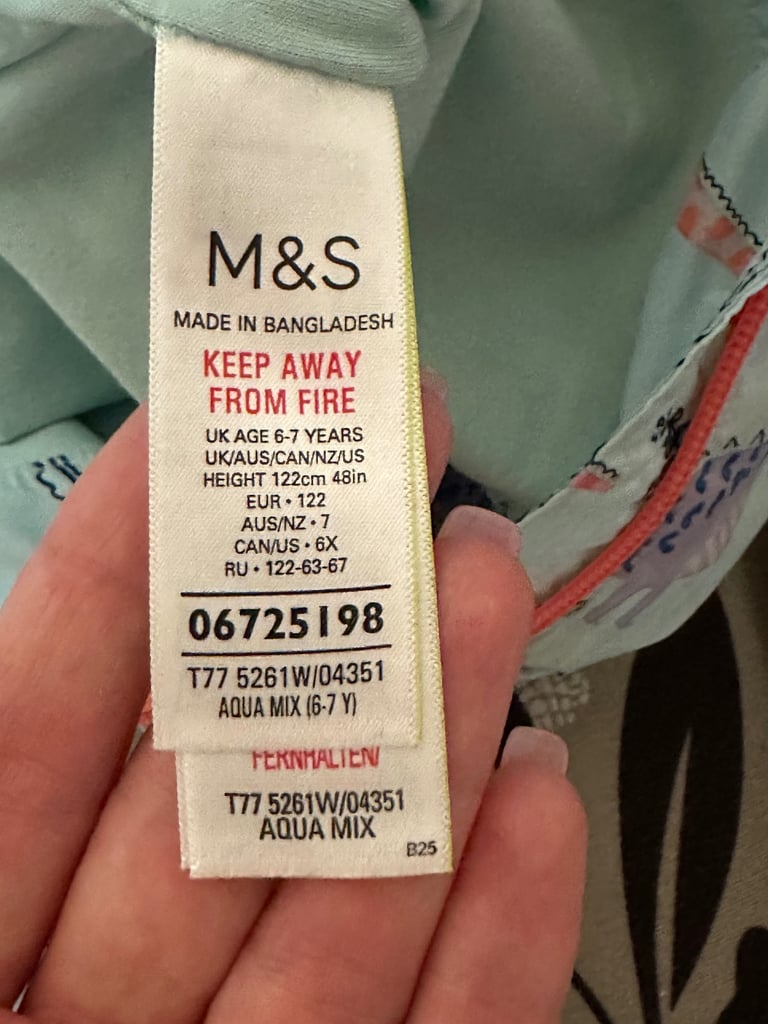 M&S
MADE IN BANGLADESH
KEEP AWAY
FROM FIRE
UK AGE 6-7 YEARS
UK/AUS/CAN/NZ/US
HEIGHT 122cm 48in
EUR • 122
AUS/NZ • 7
CAN/US • 6X
RU • 122-63-67
06725198
T77 5261W/04351
AQUA MIX (6-7 Y)
FERNHALTEN/
T77 5261W/04351
AQUA MIX
B25